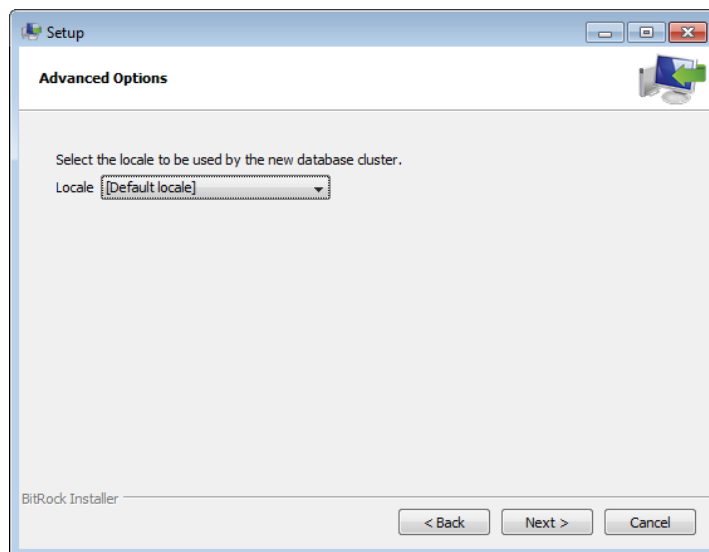 Setup
Advanced Options
Select the locale to be used by the new database cluster.
Locale [Default locale]
BitRock Installer
< Back Next > Cancel